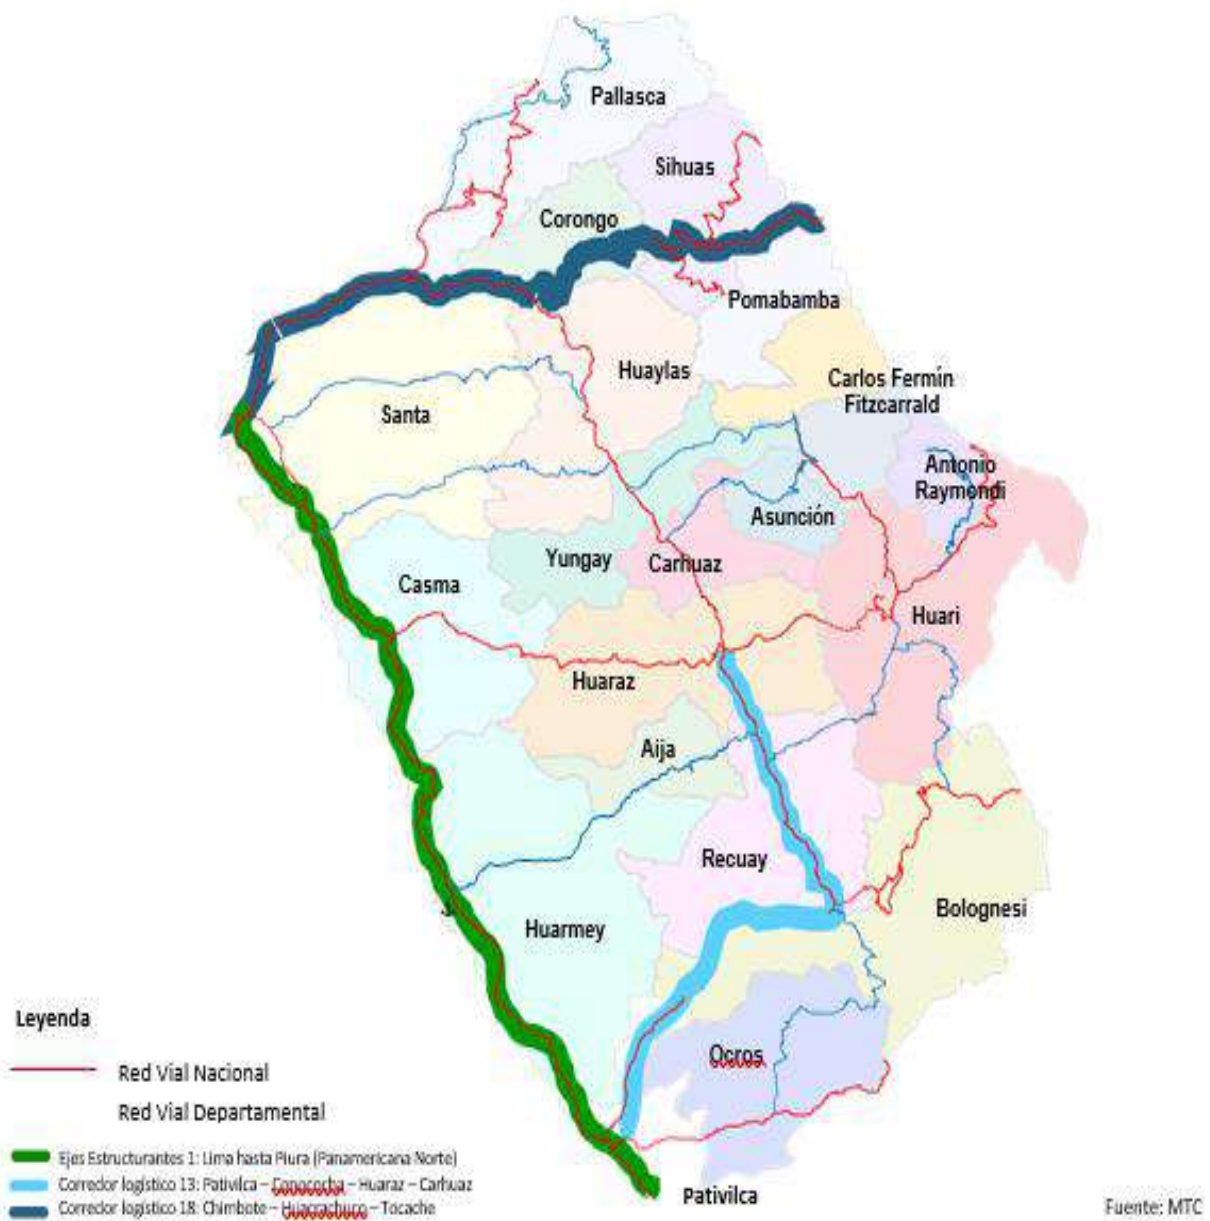 Pallasca
Sihuas
Corongo
Pomabamba
Huaylas
Carlos Fermín
Fitzcarrald
Santa
Antonio
Raymondi
Asunción
Yungay
Carhuaz
Casma
Huari
Huaraz
Aija
Recuay
Bolognesi
Huarmey
Ocros
Pativilca
Leyenda
Red Vial Nacional
Red Vial Departamental
Ejes Estructurantes 1: Lima hasta Piura (Panamericana Norte)
Corredor logístico 13: Pativilca – Conococha – Huaraz – Carhuaz
Corredor logístico 18: Chimbote – Huacrachuco – Tocache
Fuente: MTC